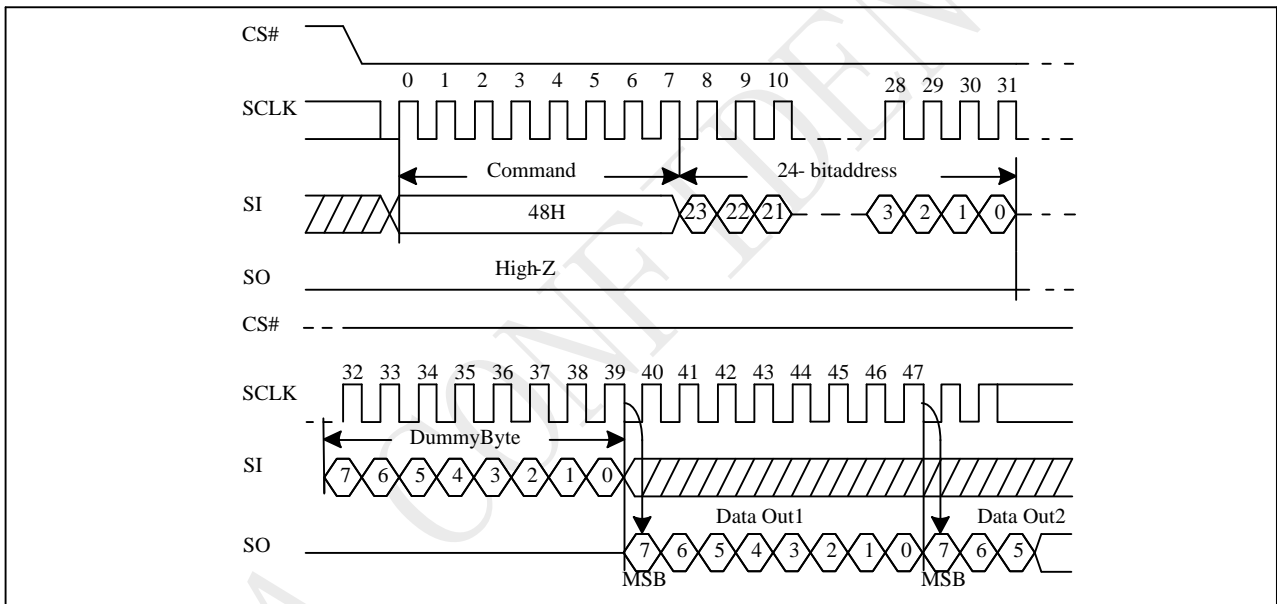 CS#
0 1 2 3 4 5 6 7 8 9 10 28 29 30 31
SCLK
Command 24- bitaddress
SI 48H 23 22 21 3 2 1 0
High-Z
SO
CS#
32 33 34 35 36 37 38 39 40 41 42 43 44 45 46 47
SCLK
DummyByte
SI 7 6 5 4 3 2 1 0
Data Out1 Data Out2
SO 7 6 5 4 3 2 1 0 7 6 5
MSB MSB